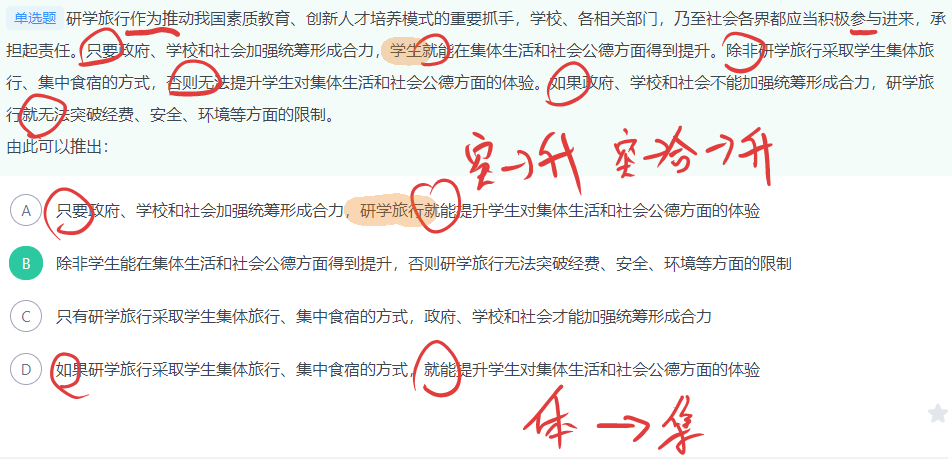 单选题 研学旅行作为推动我国素质教育、创新人才培养模式的重要抓手，学校、各相关部门，乃至社会各界都应当积极参与进来，承
担起责任。只要政府、学校和社会加强统筹形成合力，学生就能在集体生活和社会公德方面得到提升。除非研学旅行采取学生集体旅
行、集中食宿的方式，否则无法提升学生对集体生活和社会公德方面的体验。如果政府、学校和社会不能加强统筹形成合力，研学旅
行就无法突破经费、安全、环境等方面的限制。
由此可以推出：
A 只要政府、学校和社会加强统筹形成合力，研学旅行就能提升学生对集体生活和社会公德方面的体验
B 除非学生能在集体生活和社会公德方面得到提升，否则研学旅行无法突破经费、安全、环境等方面的限制
C 只有研学旅行采取学生集体旅行、集中食宿的方式，政府、学校和社会才能加强统筹形成合力
D 如果研学旅行采取学生集体旅行、集中食宿的方式，就能提升学生对集体生活和社会公德方面的体验
体→集